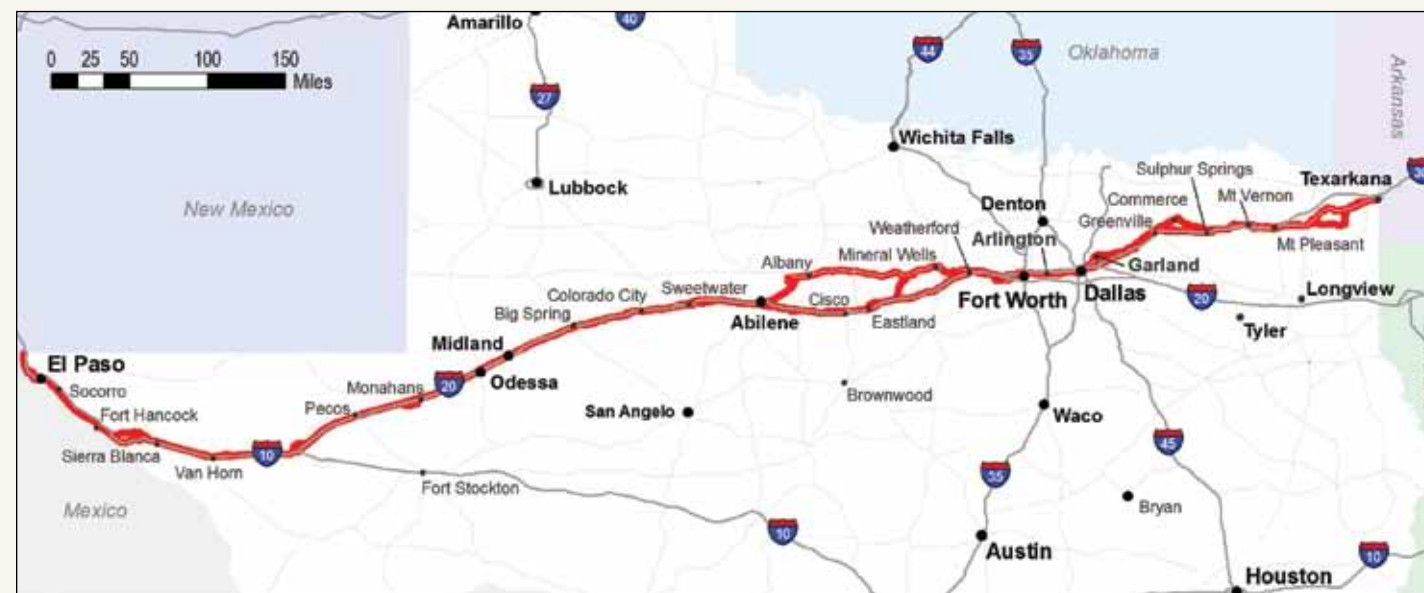 Amarillo
40
0 25 50 100 150
Miles
44
35
Oklahoma
Arkansas
27
Wichita Falls
Lubbock
Sulphur Springs
Texarkana
Commerce
Mt Vernon
New Mexico
Denton
Greenville
Weatherford
Arlington
Mt Pleasant
Albany
Mineral Wells
Garland
Sweetwater
Fort Worth
Dallas
20
Longview
Colorado City
Cisco
Big Spring
Abilene
Eastland
Tyler
Midland
El Paso
Socorro
Monahans
20
Odessa
Brownwood
Fort Hancock
Pecos
San Angelo
Waco
Sierra Blanca
Van Horn
10
45
Fort Stockton
35
Mexico
Bryan
10
Austin
10
Houston